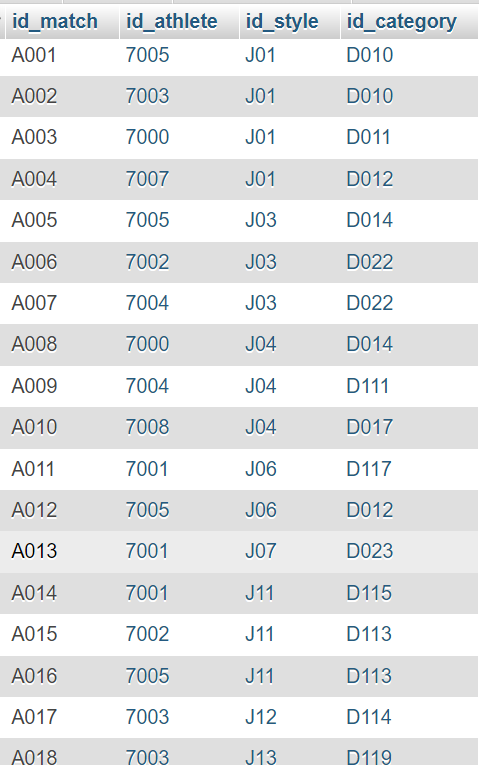 id_match id_athlete id_style id_category
A001 7005 J01 D010
A002 7003 J01 D010
A003 7000 J01 D011
A004 7007 J01 D012
A005 7005 J03 D014
A006 7002 J03 D022
A007 7004 J03 D022
A008 7000 J04 D014
A009 7004 J04 D111
A010 7008 J04 D017
A011 7001 J06 D117
A012 7005 J06 D012
A013 7001 J07 D023
A014 7001 J11 D115
A015 7002 J11 D113
A016 7005 J11 D113
A017 7003 J12 D114
A018 7003 J13 D119